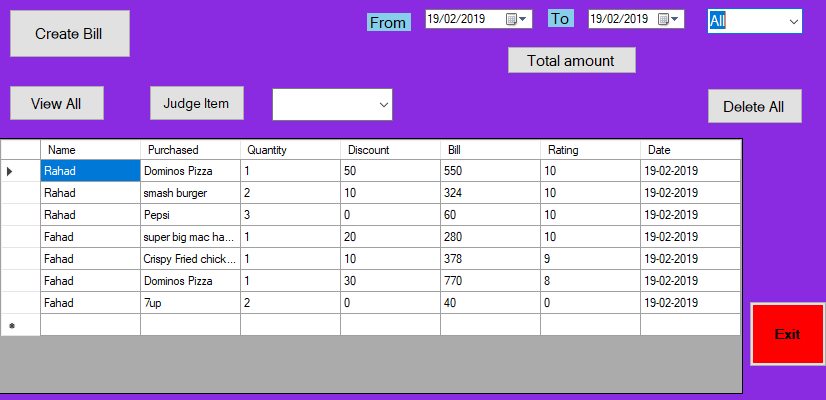 Create Bill
From 19/02/2019 To 19/02/2019 All
Total amount
View All Judge Item
Delete All
Name Purchased Quantity Discount Bill Rating Date
Rahad Dominos Pizza 1 50 550 10 19-02-2019
Rahad smash burger 2 10 324 10 19-02-2019
Rahad Pepsi 3 0 60 10 19-02-2019
Fahad super big mac ha... 1 20 280 10 19-02-2019
Fahad Crispy Fried chick... 1 10 378 9 19-02-2019
Fahad Dominos Pizza 1 30 770 8 19-02-2019
Fahad 7up 2 0 40 0 19-02-2019
Exit